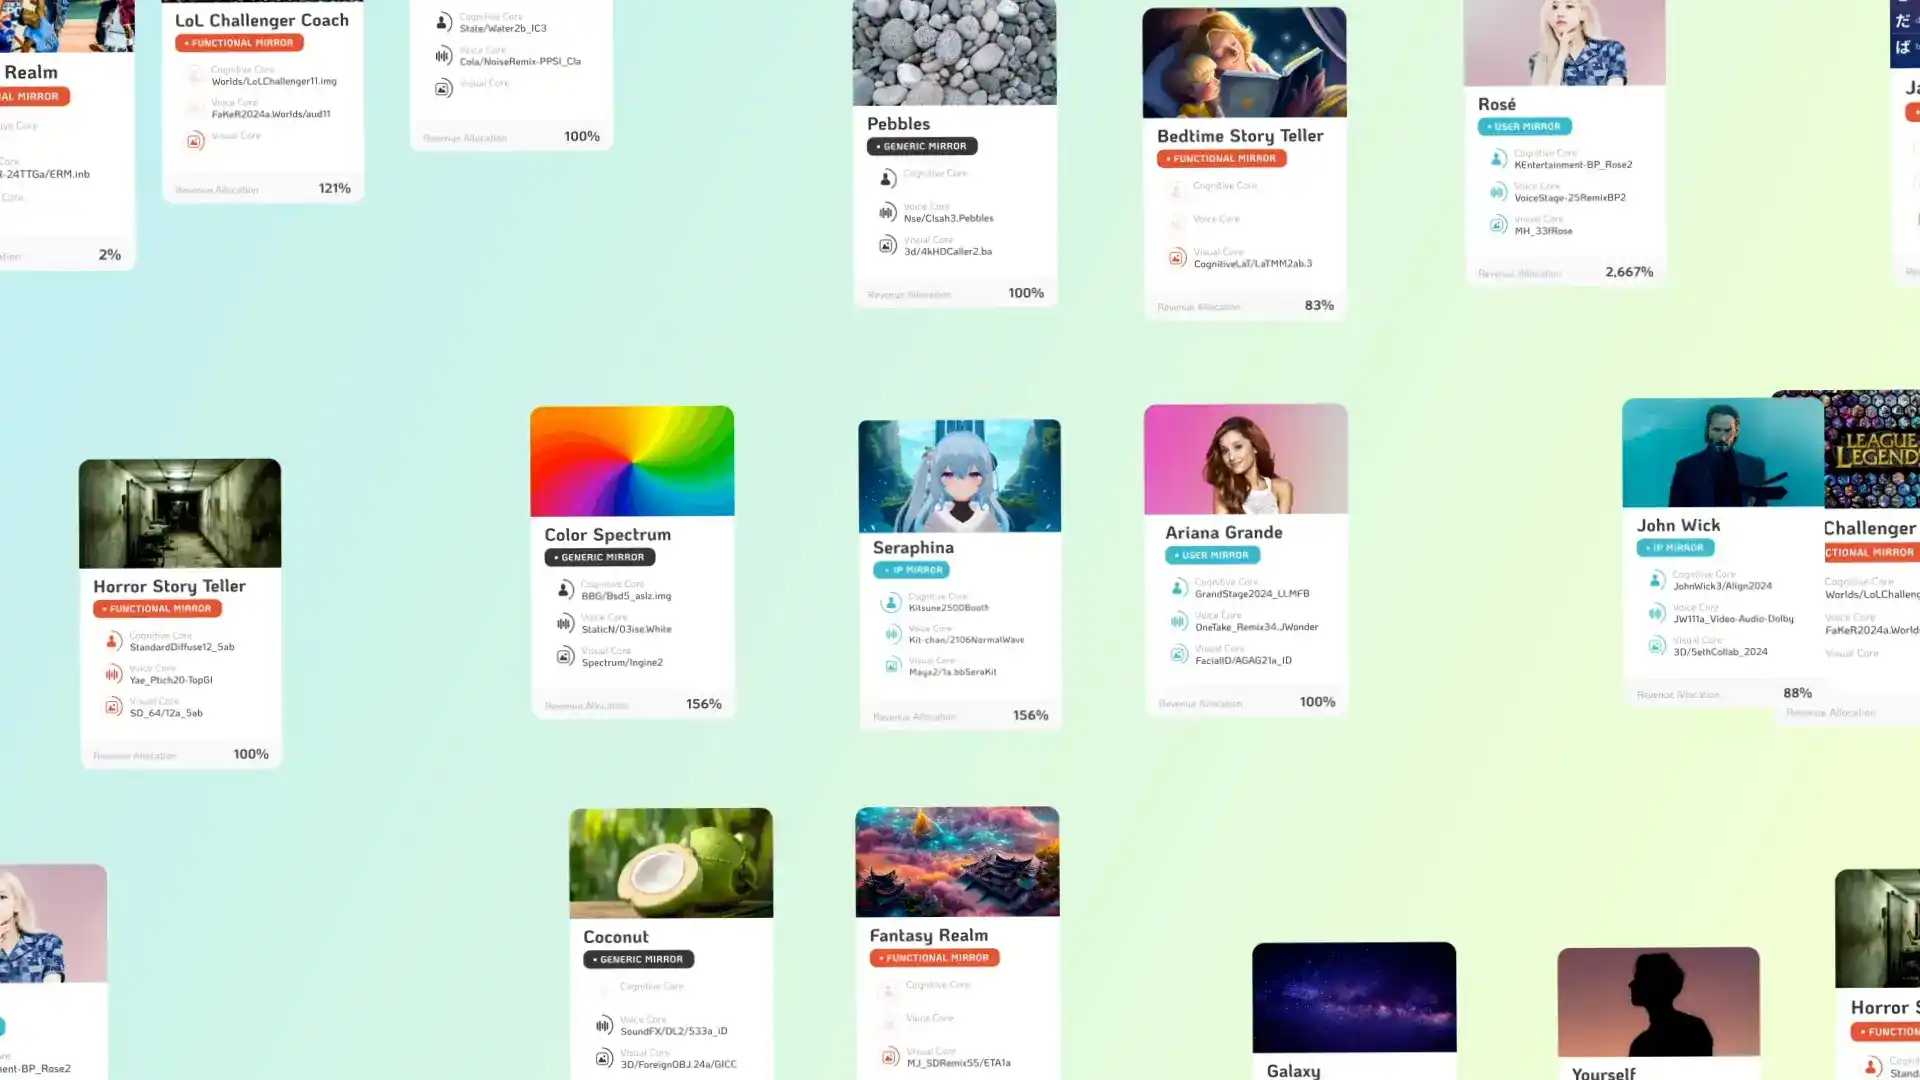 Realm
AL MIRROR
R-24TTGa/ERM.inb
2%
LoL Challenger Coach
• FUNCTIONAL MIRROR
Cognitive Core
Worlds/LoLChallenger11.img
Voice Core
FaKeR2024a.Worlds/aud11
Visual Core
Revenue Allocation
121%
Cognitive Core
State/Water2b_IC3
Voice Core
Cola/NoiseRemix-PPSI_Cla
Visual Core
Revenue Allocation
100%
Pebbles
• GENERIC MIRROR
Cognitive Core
Voice Core
Nse/Clsah3.Pebbles
Visual Core
3d/4kHDCaller2.ba
Revenue Allocation
100%
Bedtime Story Teller
• FUNCTIONAL MIRROR
Cognitive Core
Voice Core
Visual Core
CognitiveLaT/LaTMM2ab.3
Revenue Allocation
83%
Rosé
• USER MIRROR
Cognitive Core
KEntertainment-BP_Rose2
Voice Core
VoiceStage-25RemixBP2
Visual Core
MH_33fRose
Revenue Allocation
2,667%
だ
ば
Horror Story Teller
• FUNCTIONAL MIRROR
Cognitive Core
StandardDiffuse12_5ab
Voice Core
Yae_Ptich20-TopGI
Visual Core
SD_64/12a_5ab
Revenue Allocation
100%
Color Spectrum
• GENERIC MIRROR
Cognitive Core
BBG/Bsd5_aslz.img
Voice Core
StaticN/03ise.White
Visual Core
Spectrum/Ingine2
Revenue Allocation
156%
Seraphina
• IP MIRROR
Cognitive Core
Kitsune2500Booth
Voice Core
Kit-chan/2106NormalWave
Visual Core
Maya2/1a.bbSeraKit
Revenue Allocation
156%
Ariana Grande
• USER MIRROR
Cognitive Core
GrandStage2024_LLMFB
Voice Core
OneTake_Remix34.JWonder
Visual Core
FacialID/AGAG21a_ID
Revenue Allocation
100%
John Wick
• IP MIRROR
Cognitive Core
JohnWick3/Align2024
Voice Core
JW111a_Video-Audio-Dolby
Visual Core
3D/SethCollab_2024
Revenue Allocation
88%
LEAGUE
LEGEND
Challenger
CTIONAL MIRROR
Cognitive Core
Worlds/LoLChalleng
Voice Core
FaKeR2024a.World
Visual Core
Revenue Allocation
ent-BP_Rose2
Coconut
• GENERIC MIRROR
Cognitive Core
Voice Core
SoundFX/DL2/533a_iD
Visual Core
3D/ForeignOBJ.24a/GICC
Fantasy Realm
• FUNCTIONAL MIRROR
Cognitive Core
Voice Core
Visual Core
MJ_SDRemix55/ETA1a
Galaxy
Yourself
Horror S
• FUNCTION
Cogni
Stand